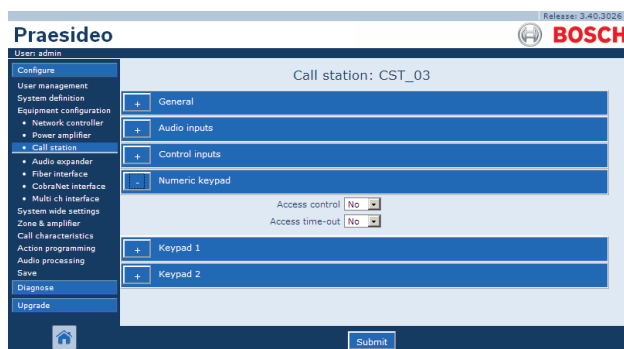 Release: 3.40.3026
Praesideo
BOSCH
User: admin
Configure
User management
System definition
Equipment configuration
• Network controller
• Power amplifier
• Call station
• Audio expander
• Fiber interface
• CobraNet interface
• Multi ch interface
System wide settings
Zone & amplifier
Call characteristics
Action programming
Audio processing
Save
Diagnose
Upgrade
Call station: CST_03
+ General
+ Audio inputs
+ Control inputs
- Numeric keypad
Access control No
Access time-out No
+ Keypad 1
+ Keypad 2
Submit